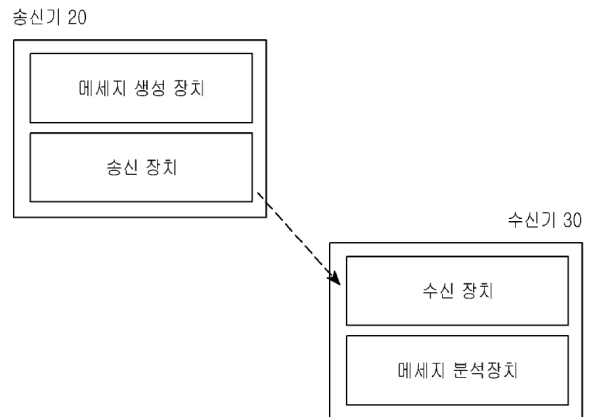 송신기 20
메세지 생성 장치
송신 장치
수신기 30
수신 장치
메세지 분석장치